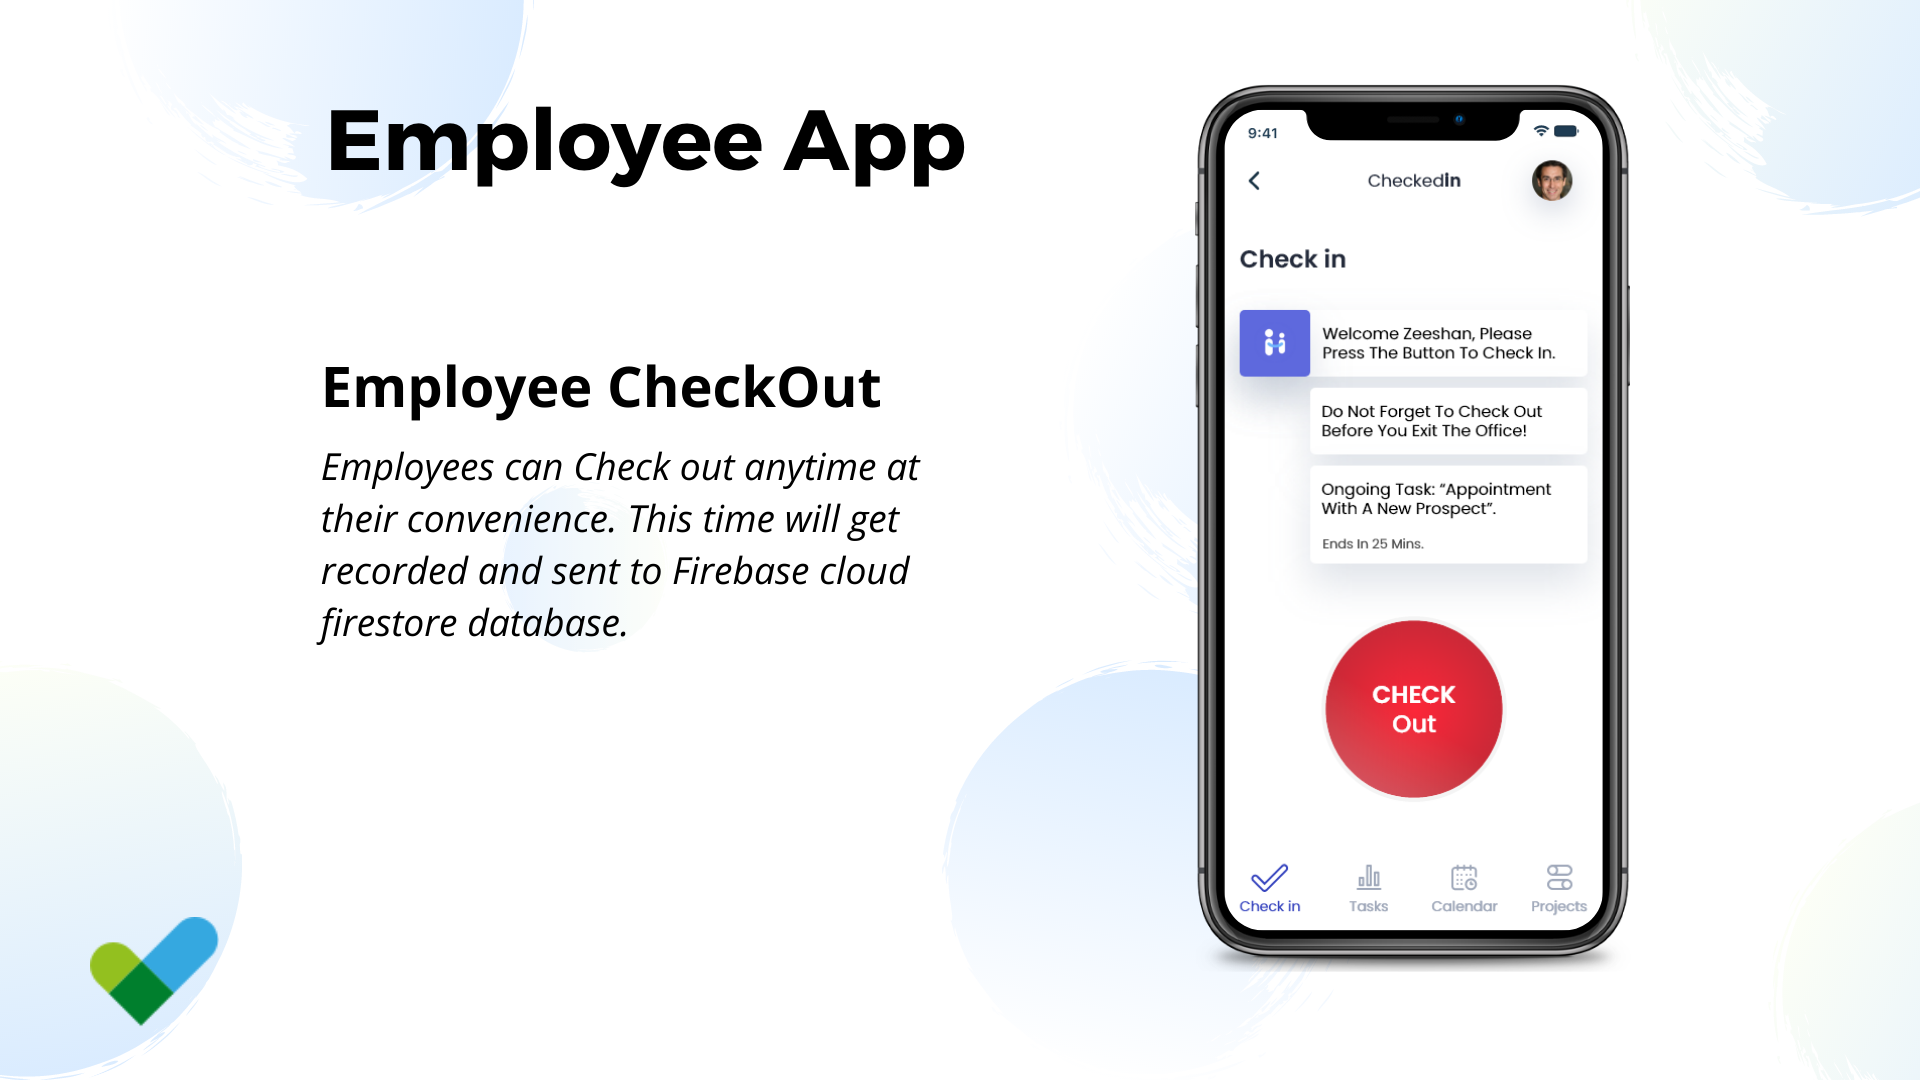 Employee App
Employee CheckOut
Employees can Check out anytime at
their convenience. This time will get
recorded and sent to Firebase cloud
firestore database.
9:41
Checkedin
Check in
Welcome Zeeshan, Please
Press The Button To Check In.
Do Not Forget To Check Out
Before You Exit The Office!
Ongoing Task: “Appointment
With A New Prospect”.
Ends In 25 Mins.
CHECK
Out
Check in
Tasks
Calendar
Projects